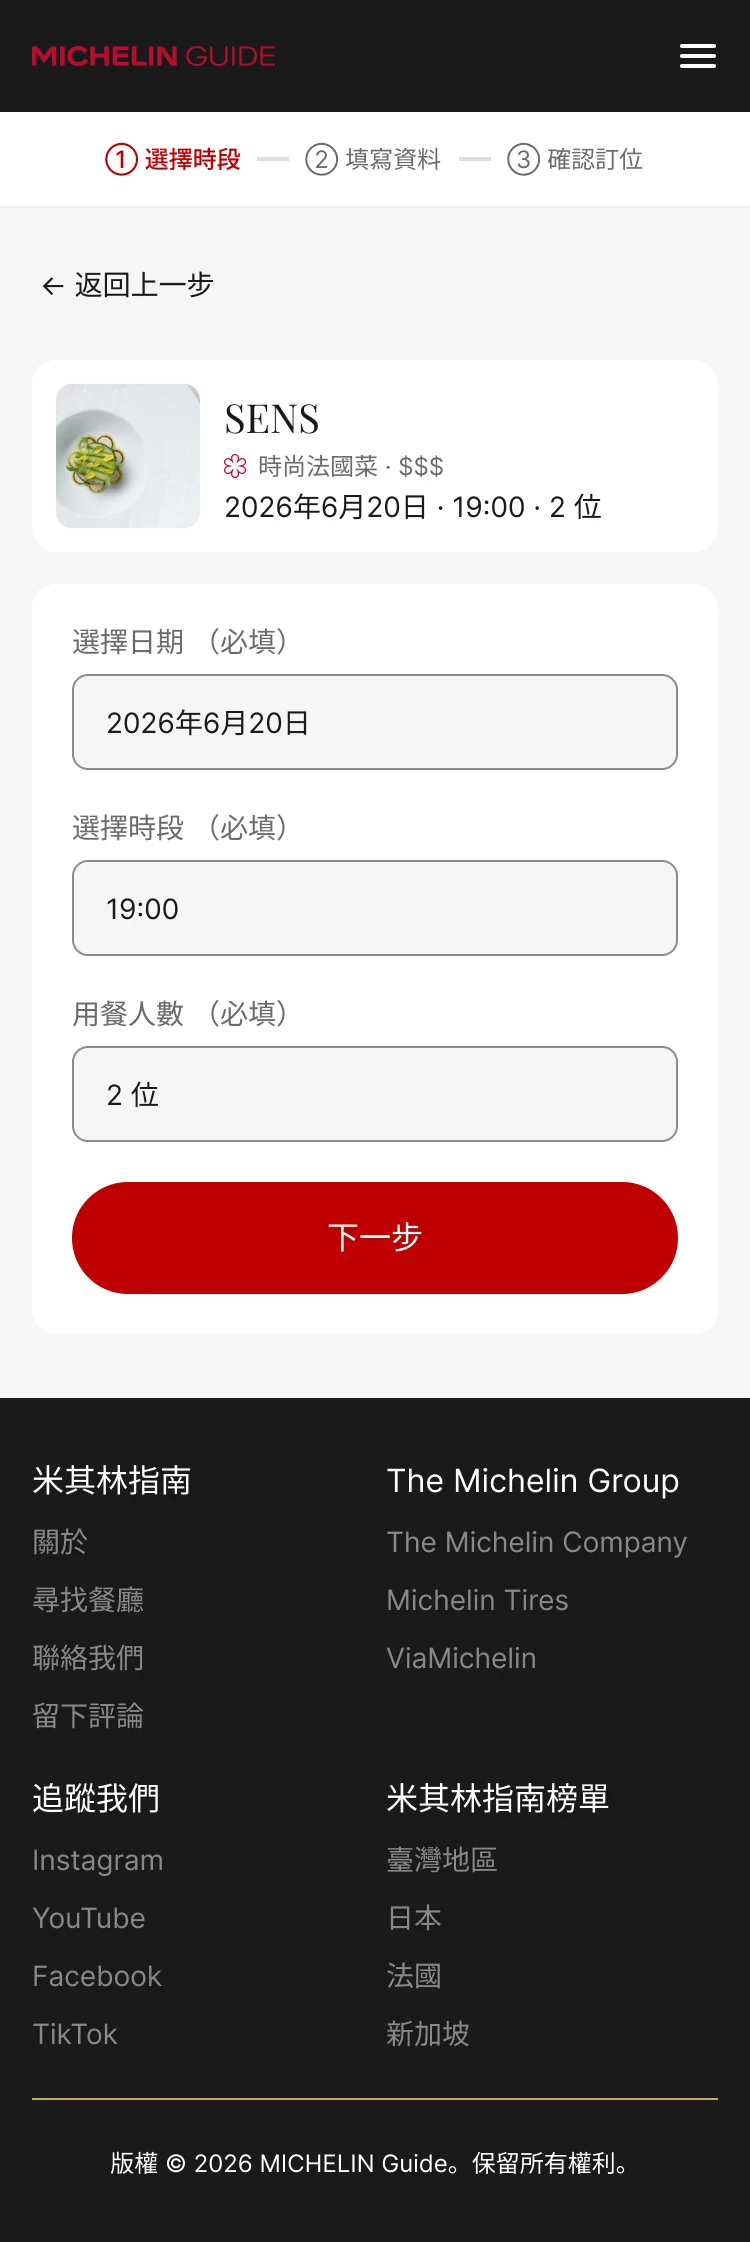 MICHELIN GUIDE
① 選擇時段 — ② 填寫資料 — ③ 確認訂位
← 返回上一步
SENS
時尚法國菜 · $$$
2026年6月20日 · 19:00 · 2 位
選擇日期 （必填）
2026年6月20日
選擇時段 （必填）
19:00
用餐人數 （必填）
2 位
下一步
米其林指南
關於
尋找餐廳
聯絡我們
留下評論
The Michelin Group
The Michelin Company
Michelin Tires
ViaMichelin
追蹤我們
Instagram
YouTube
Facebook
TikTok
米其林指南榜單
臺灣地區
日本
法國
新加坡
版權 © 2026 MICHELIN Guide。保留所有權利。